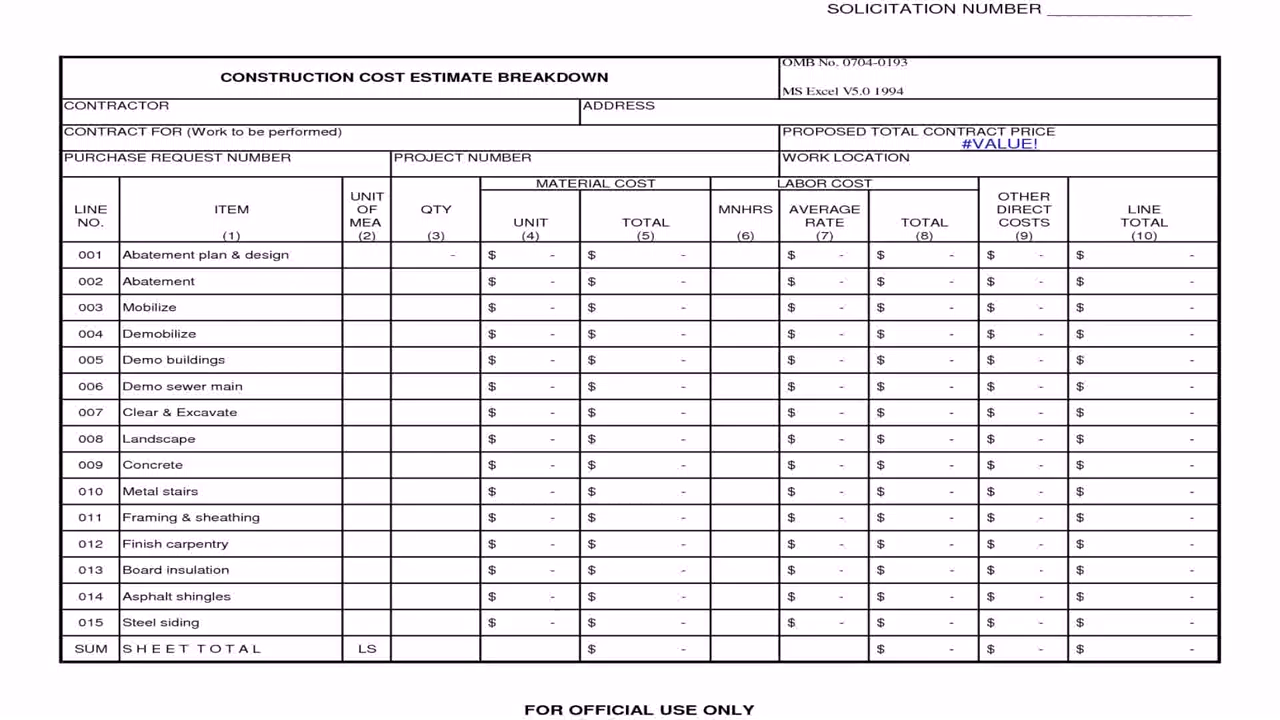 SOLICITATION NUMBER _______________
CONSTRUCTION COST ESTIMATE BREAKDOWN
OMB No. 0704-0193
MS Excel V5.0 1994
CONTRACTOR ADDRESS
CONTRACT FOR (Work to be performed) PROPOSED TOTAL CONTRACT PRICE
#VALUE!
PURCHASE REQUEST NUMBER PROJECT NUMBER WORK LOCATION
MATERIAL COST LABOR COST
LINE NO. ITEM (1) UNIT OF MEA (2) QTY (3) UNIT (4) TOTAL (5) MNHRS (6) AVERAGE RATE (7) TOTAL (8) OTHER DIRECT COSTS (9) LINE TOTAL (10)
001 Abatement plan & design - $ - $ - $ - $ - $ - $ -
002 Abatement $ - $ - $ - $ - $ - $ -
003 Mobilize $ - $ - $ - $ - $ - $ -
004 Demobilize $ - $ - $ - $ - $ - $ -
005 Demo buildings $ - $ - $ - $ - $ - $ -
006 Demo sewer main $ - $ - $ - $ - $ - $ -
007 Clear & Excavate $ - $ - $ - $ - $ - $ -
008 Landscape $ - $ - $ - $ - $ - $ -
009 Concrete $ - $ - $ - $ - $ - $ -
010 Metal stairs $ - $ - $ - $ - $ - $ -
011 Framing & sheathing $ - $ - $ - $ - $ - $ -
012 Finish carpentry $ - $ - $ - $ - $ - $ -
013 Board insulation $ - $ - $ - $ - $ - $ -
014 Asphalt shingles $ - $ - $ - $ - $ - $ -
015 Steel siding $ - $ - $ - $ - $ - $ -
SUM S H E E T T O T A L LS $ - $ - $ - $ -
FOR OFFICIAL USE ONLY